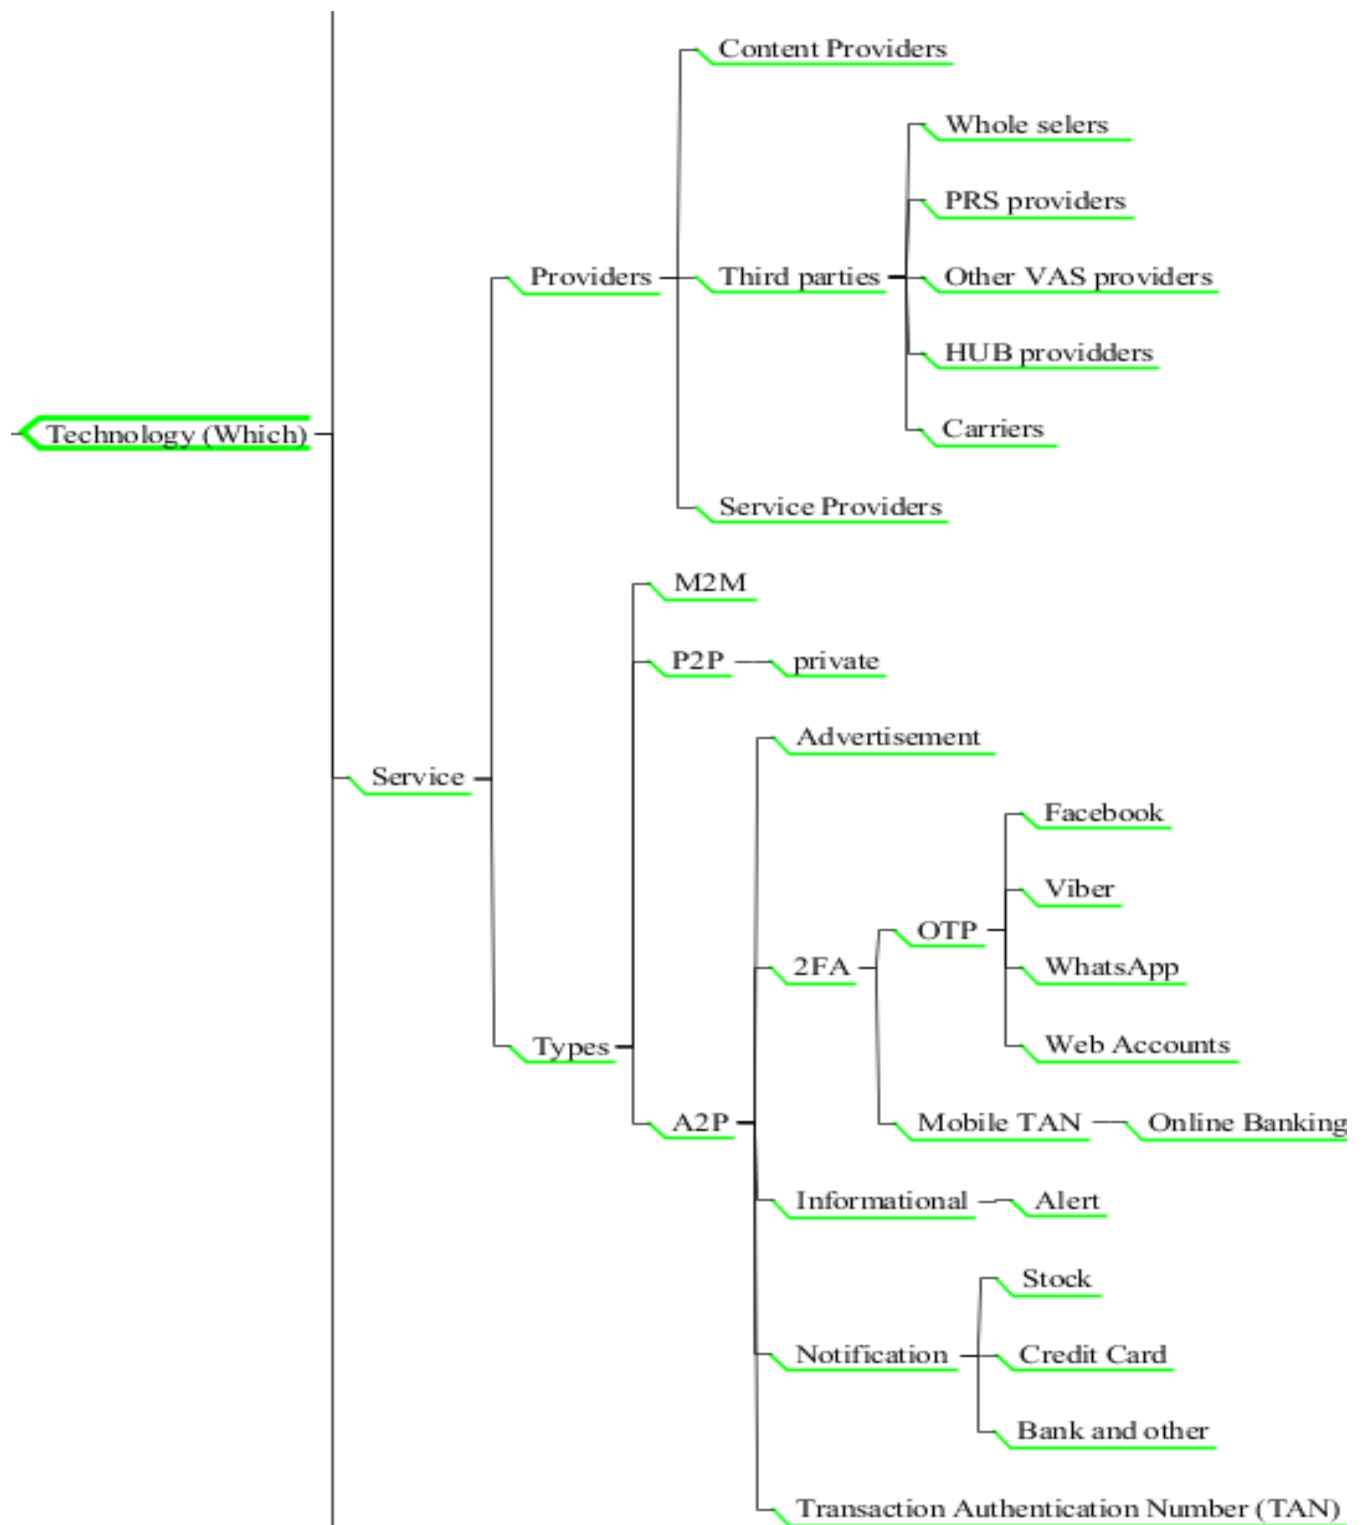 Content Providers
Whole selers
PRS providers
Providers
Third parties
Other VAS providers
HUB providders
Technology (Which)
Carriers
Service Providers
M2M
P2P
private
Advertisement
Service
Facebook
Viber
OTP
2FA
WhatsApp
Types
Web Accounts
A2P
Mobile TAN
Online Banking
Informational
Alert
Stock
Notification
Credit Card
Bank and other
Transaction Authentication Number (TAN)